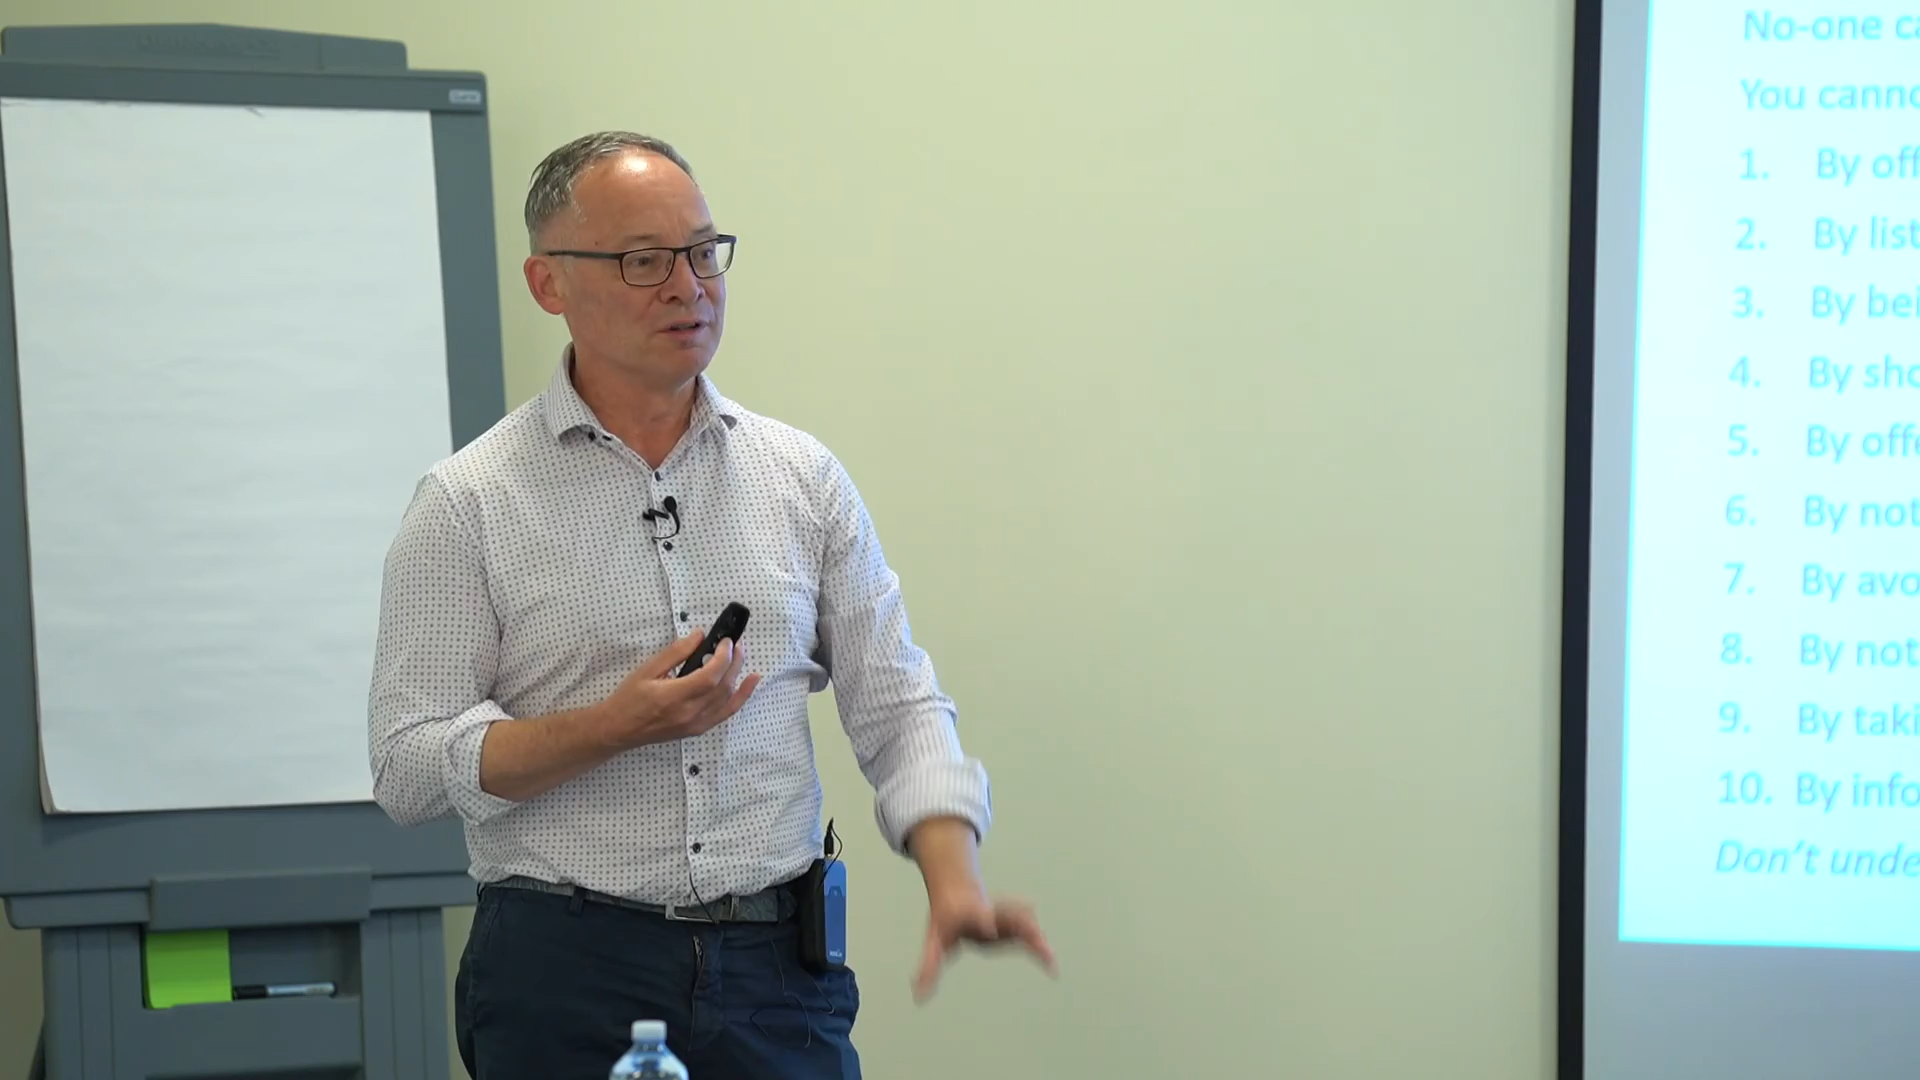 No-one ca
You canno
1. By off
2. By list
3. By bei
4. By sho
5. By offe
6. By not
7. By avo
8. By not
9. By taki
10. By info
Don't unde